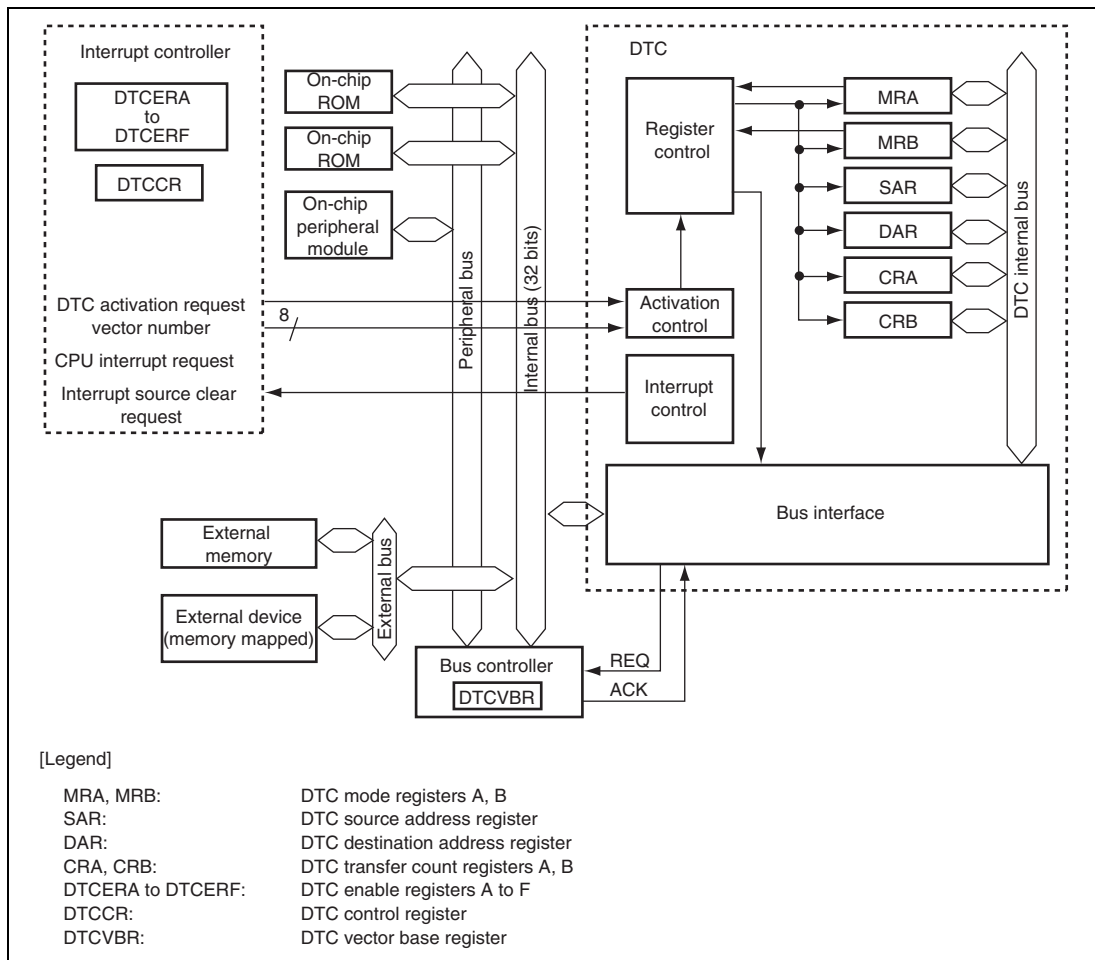 Interrupt controller
DTCERA
to
DTCERF
DTCCR
DTC activation request
vector number
8
CPU interrupt request
Interrupt source clear
request
On-chip
ROM
On-chip
ROM
On-chip
peripheral
module
Peripheral bus
Internal bus (32 bits)
External bus
External
memory
External device
(memory mapped)
Bus controller
DTCVBR
REQ
ACK
DTC
Register
control
Activation
control
Interrupt
control
MRA
MRB
SAR
DAR
CRA
CRB
DTC internal bus
Bus interface
[Legend]
MRA, MRB: DTC mode registers A, B
SAR: DTC source address register
DAR: DTC destination address register
CRA, CRB: DTC transfer count registers A, B
DTCERA to DTCERF: DTC enable registers A to F
DTCCR: DTC control register
DTCVBR: DTC vector base register